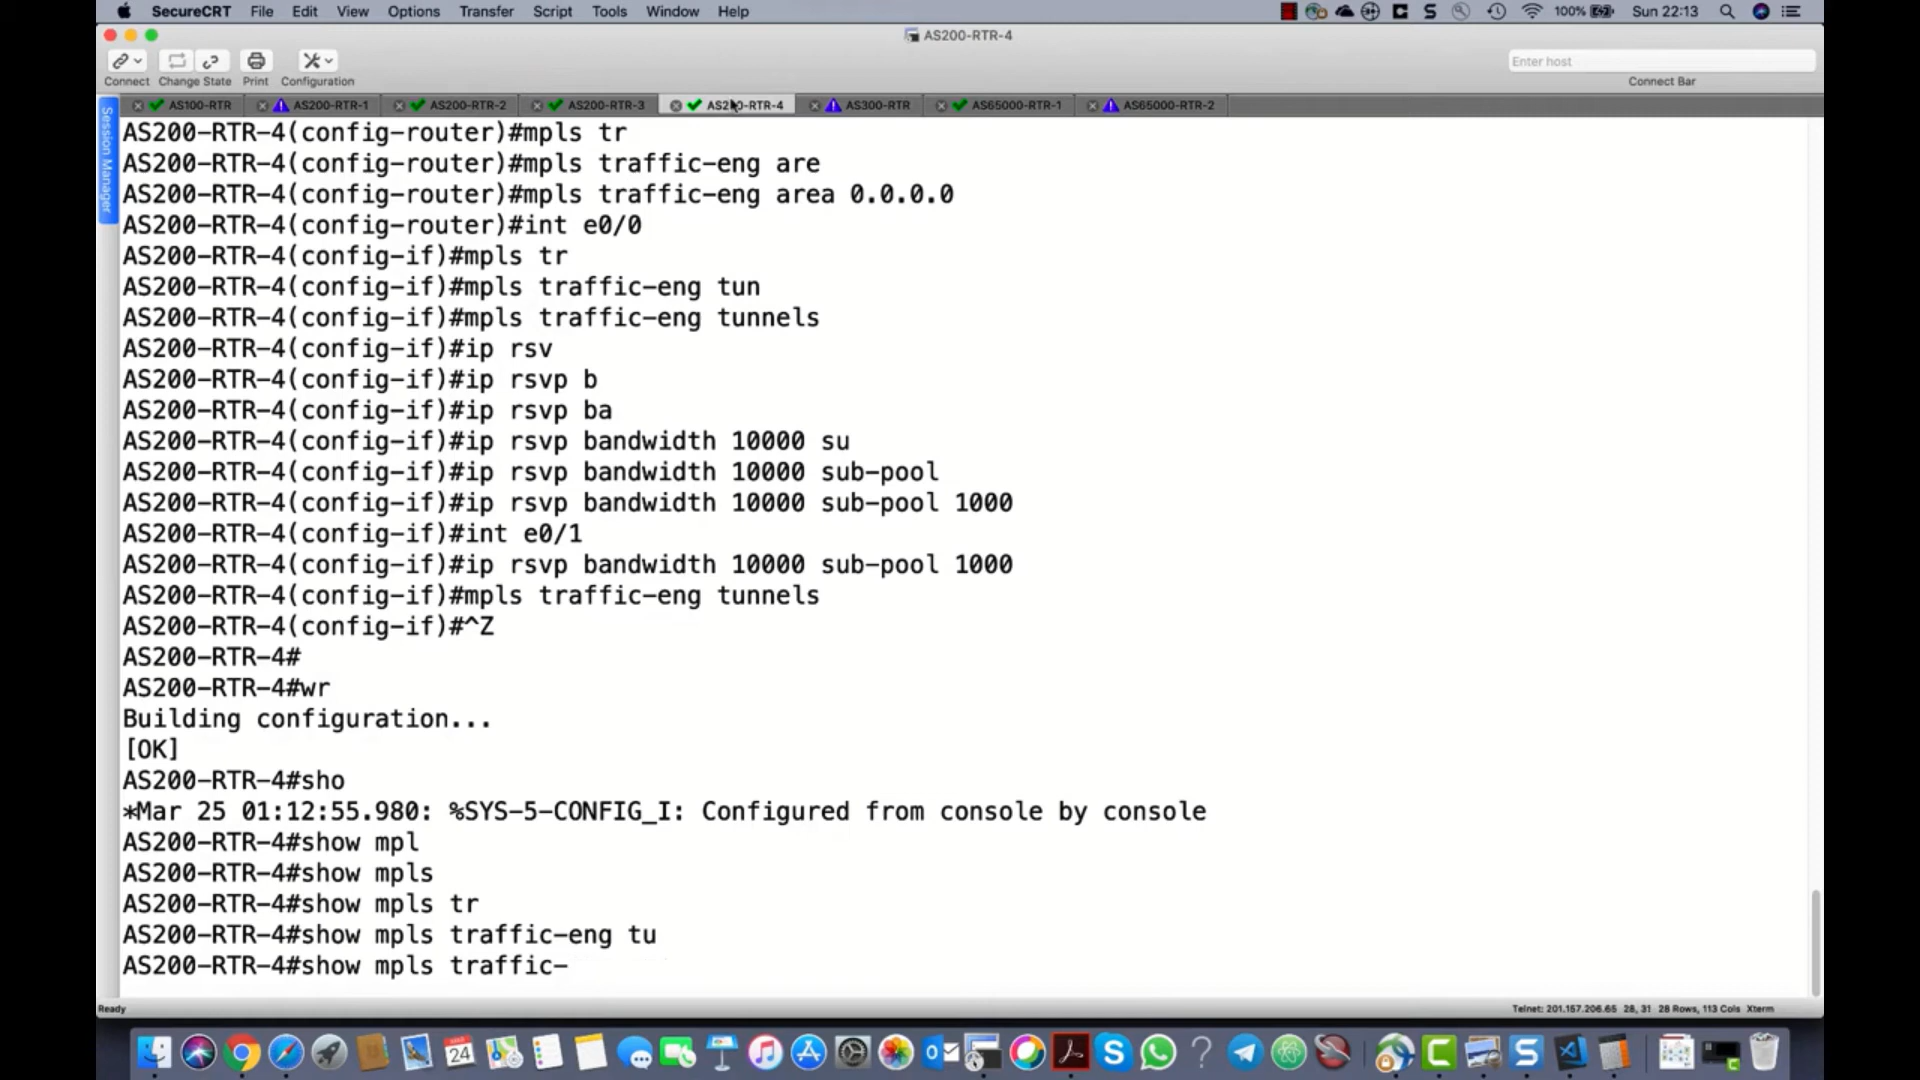 SecureCRT File Edit View Options Transfer Script Tools Window Help 100% Sun 22:13
AS200-RTR-4
Enter host
Connect Change State Print Configuration Connect Bar
AS100-RTR AS200-RTR-1 AS200-RTR-2 AS200-RTR-3 AS200-RTR-4 AS300-RTR AS65000-RTR-1 AS65000-RTR-2
Session Manager
AS200-RTR-4(config-router)#mpls tr
AS200-RTR-4(config-router)#mpls traffic-eng are
AS200-RTR-4(config-router)#mpls traffic-eng area 0.0.0.0
AS200-RTR-4(config-router)#int e0/0
AS200-RTR-4(config-if)#mpls tr
AS200-RTR-4(config-if)#mpls traffic-eng tun
AS200-RTR-4(config-if)#mpls traffic-eng tunnels
AS200-RTR-4(config-if)#ip rsv
AS200-RTR-4(config-if)#ip rsvp b
AS200-RTR-4(config-if)#ip rsvp ba
AS200-RTR-4(config-if)#ip rsvp bandwidth 10000 su
AS200-RTR-4(config-if)#ip rsvp bandwidth 10000 sub-pool
AS200-RTR-4(config-if)#ip rsvp bandwidth 10000 sub-pool 1000
AS200-RTR-4(config-if)#int e0/1
AS200-RTR-4(config-if)#ip rsvp bandwidth 10000 sub-pool 1000
AS200-RTR-4(config-if)#mpls traffic-eng tunnels
AS200-RTR-4(config-if)#^Z
AS200-RTR-4#
AS200-RTR-4#wr
Building configuration...
[OK]
AS200-RTR-4#sho
*Mar 25 01:12:55.980: %SYS-5-CONFIG_I: Configured from console by console
AS200-RTR-4#show mpl
AS200-RTR-4#show mpls
AS200-RTR-4#show mpls tr
AS200-RTR-4#show mpls traffic-eng tu
AS200-RTR-4#show mpls traffic-
Ready Telnet: 201.157.206.65 28, 31 28 Rows, 113 Cols Xterm
24